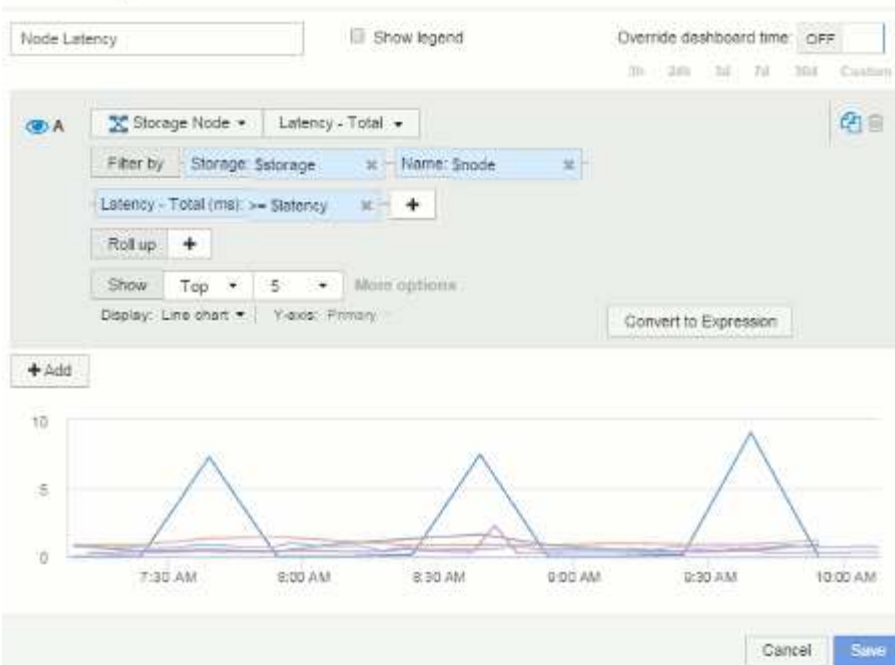 Node Latency
Show legend
Override dashboard time: OFF
3h 24h 3d 7d 30d Custom
A
Storage Node
Latency - Total
Filter by
Storage: $storage
Name: $node
Latency - Total (ms): >= $latency
Roll up
Show
Top
5
More options
Display: Line chart
Y-axis: Primary
Convert to Expression
+ Add
10
5
0
7:30 AM
8:00 AM
8:30 AM
9:00 AM
9:30 AM
10:00 AM
Cancel
Save